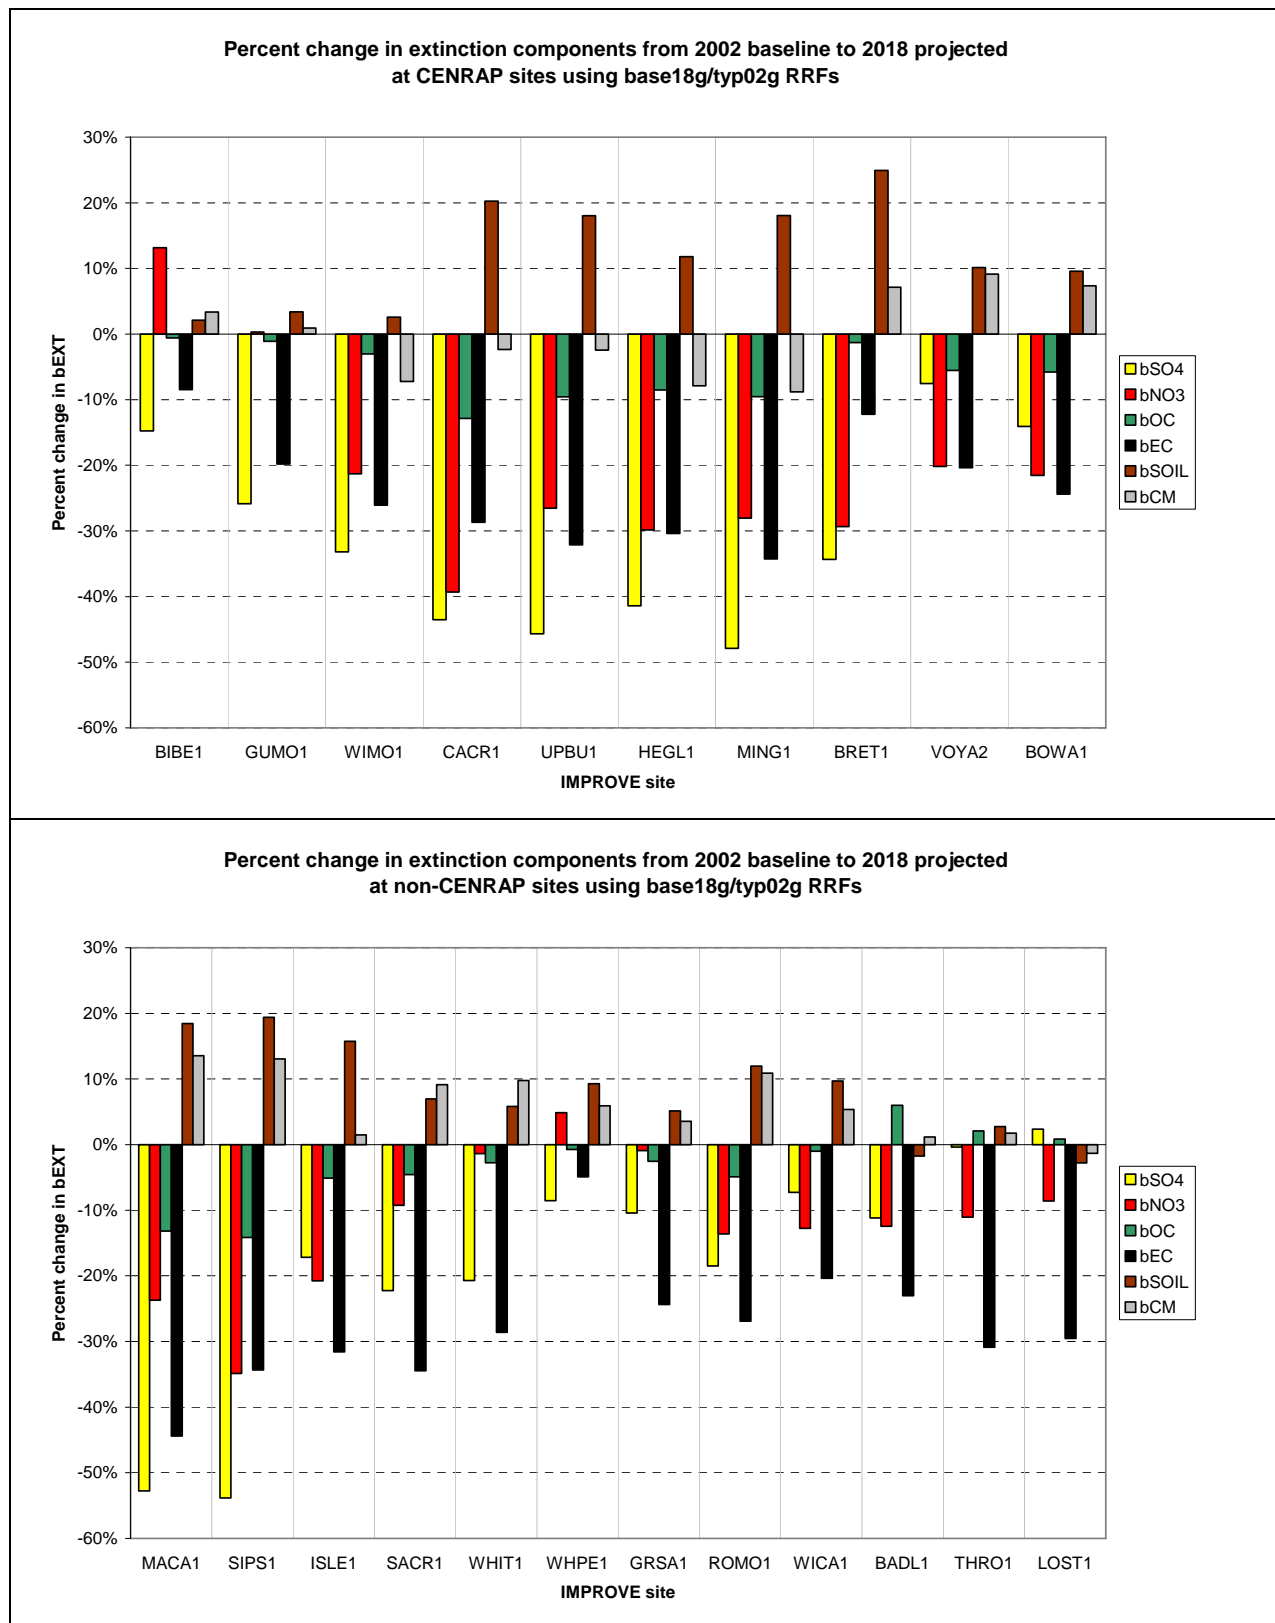 Percent change in extinction components from 2002 baseline to 2018 projected
at CENRAP sites using base18g/typ02g RRFs
30%
20%
10%
0%
-10%
-20%
-30%
-40%
-50%
-60%
Percent change in bEXT
BIBE1 GUMO1 WIMO1 CACR1 UPBU1 HEGL1 MING1 BRET1 VOYA2 BOWA1
IMPROVE site
bSO4
bNO3
bOC
bEC
bSOIL
bCM
Percent change in extinction components from 2002 baseline to 2018 projected
at non-CENRAP sites using base18g/typ02g RRFs
30%
20%
10%
0%
-10%
-20%
-30%
-40%
-50%
-60%
Percent change in bEXT
MACA1 SIPS1 ISLE1 SACR1 WHIT1 WHPE1 GRSA1 ROMO1 WICA1 BADL1 THRO1 LOST1
IMPROVE site
bSO4
bNO3
bOC
bEC
bSOIL
bCM